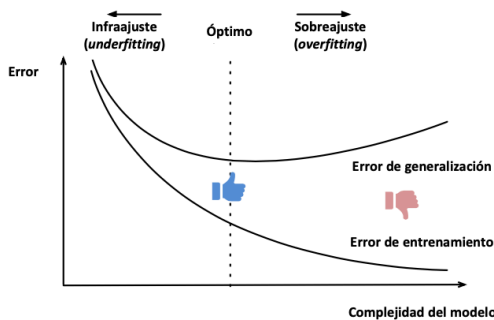 Infraajuste
(underfitting)
Óptimo
Sobreajuste
(overfitting)
Error
Error de generalización
Error de entrenamiento
Complejidad del modelo